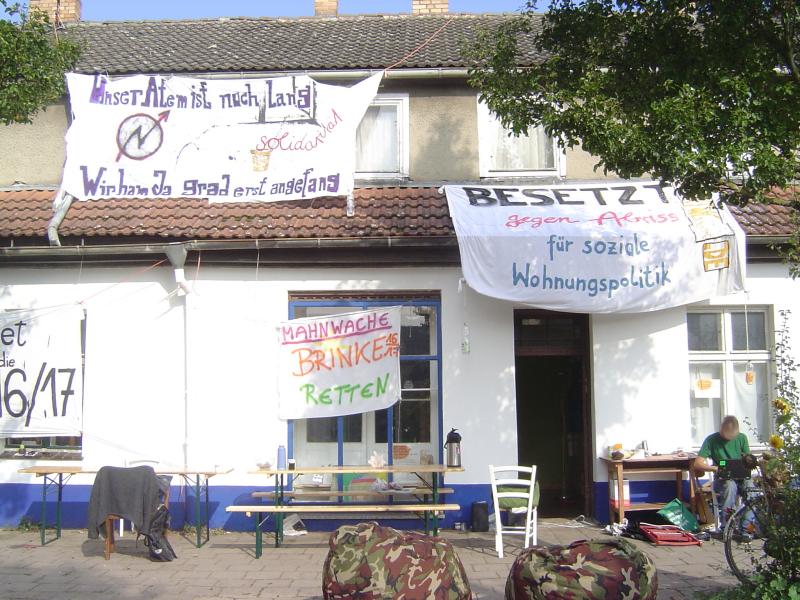 Unser Atem ist noch lang
solidarität
Wir ham Ja grad erst angefang
BESETZT
gegen Abriss
für soziale
Wohnungspolitik
MAHNWACHE
BRINKE 16/17
RETTEN
et
die
16/17